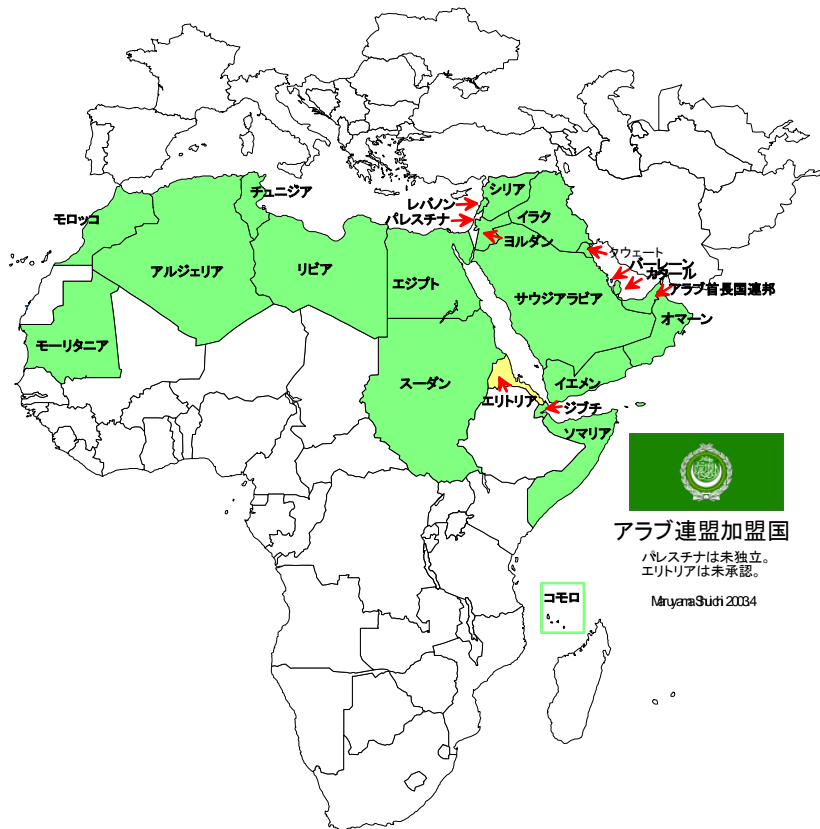 チュニジア
モロッコ
アルジェリア
リビア
エジプト
モーリタニア
スーダン
シリア
レバノン
パレスチナ
イラク
ヨルダン
クウェート
バーレーン
カタール
アラブ首長国連邦
サウジアラビア
オマーン
イエメン
エリトリア
ジブチ
ソマリア
アラブ連盟加盟国
パレスチナは未独立。
エリトリアは未承認。
Maruyama Shuichi 2003.4
コモロ